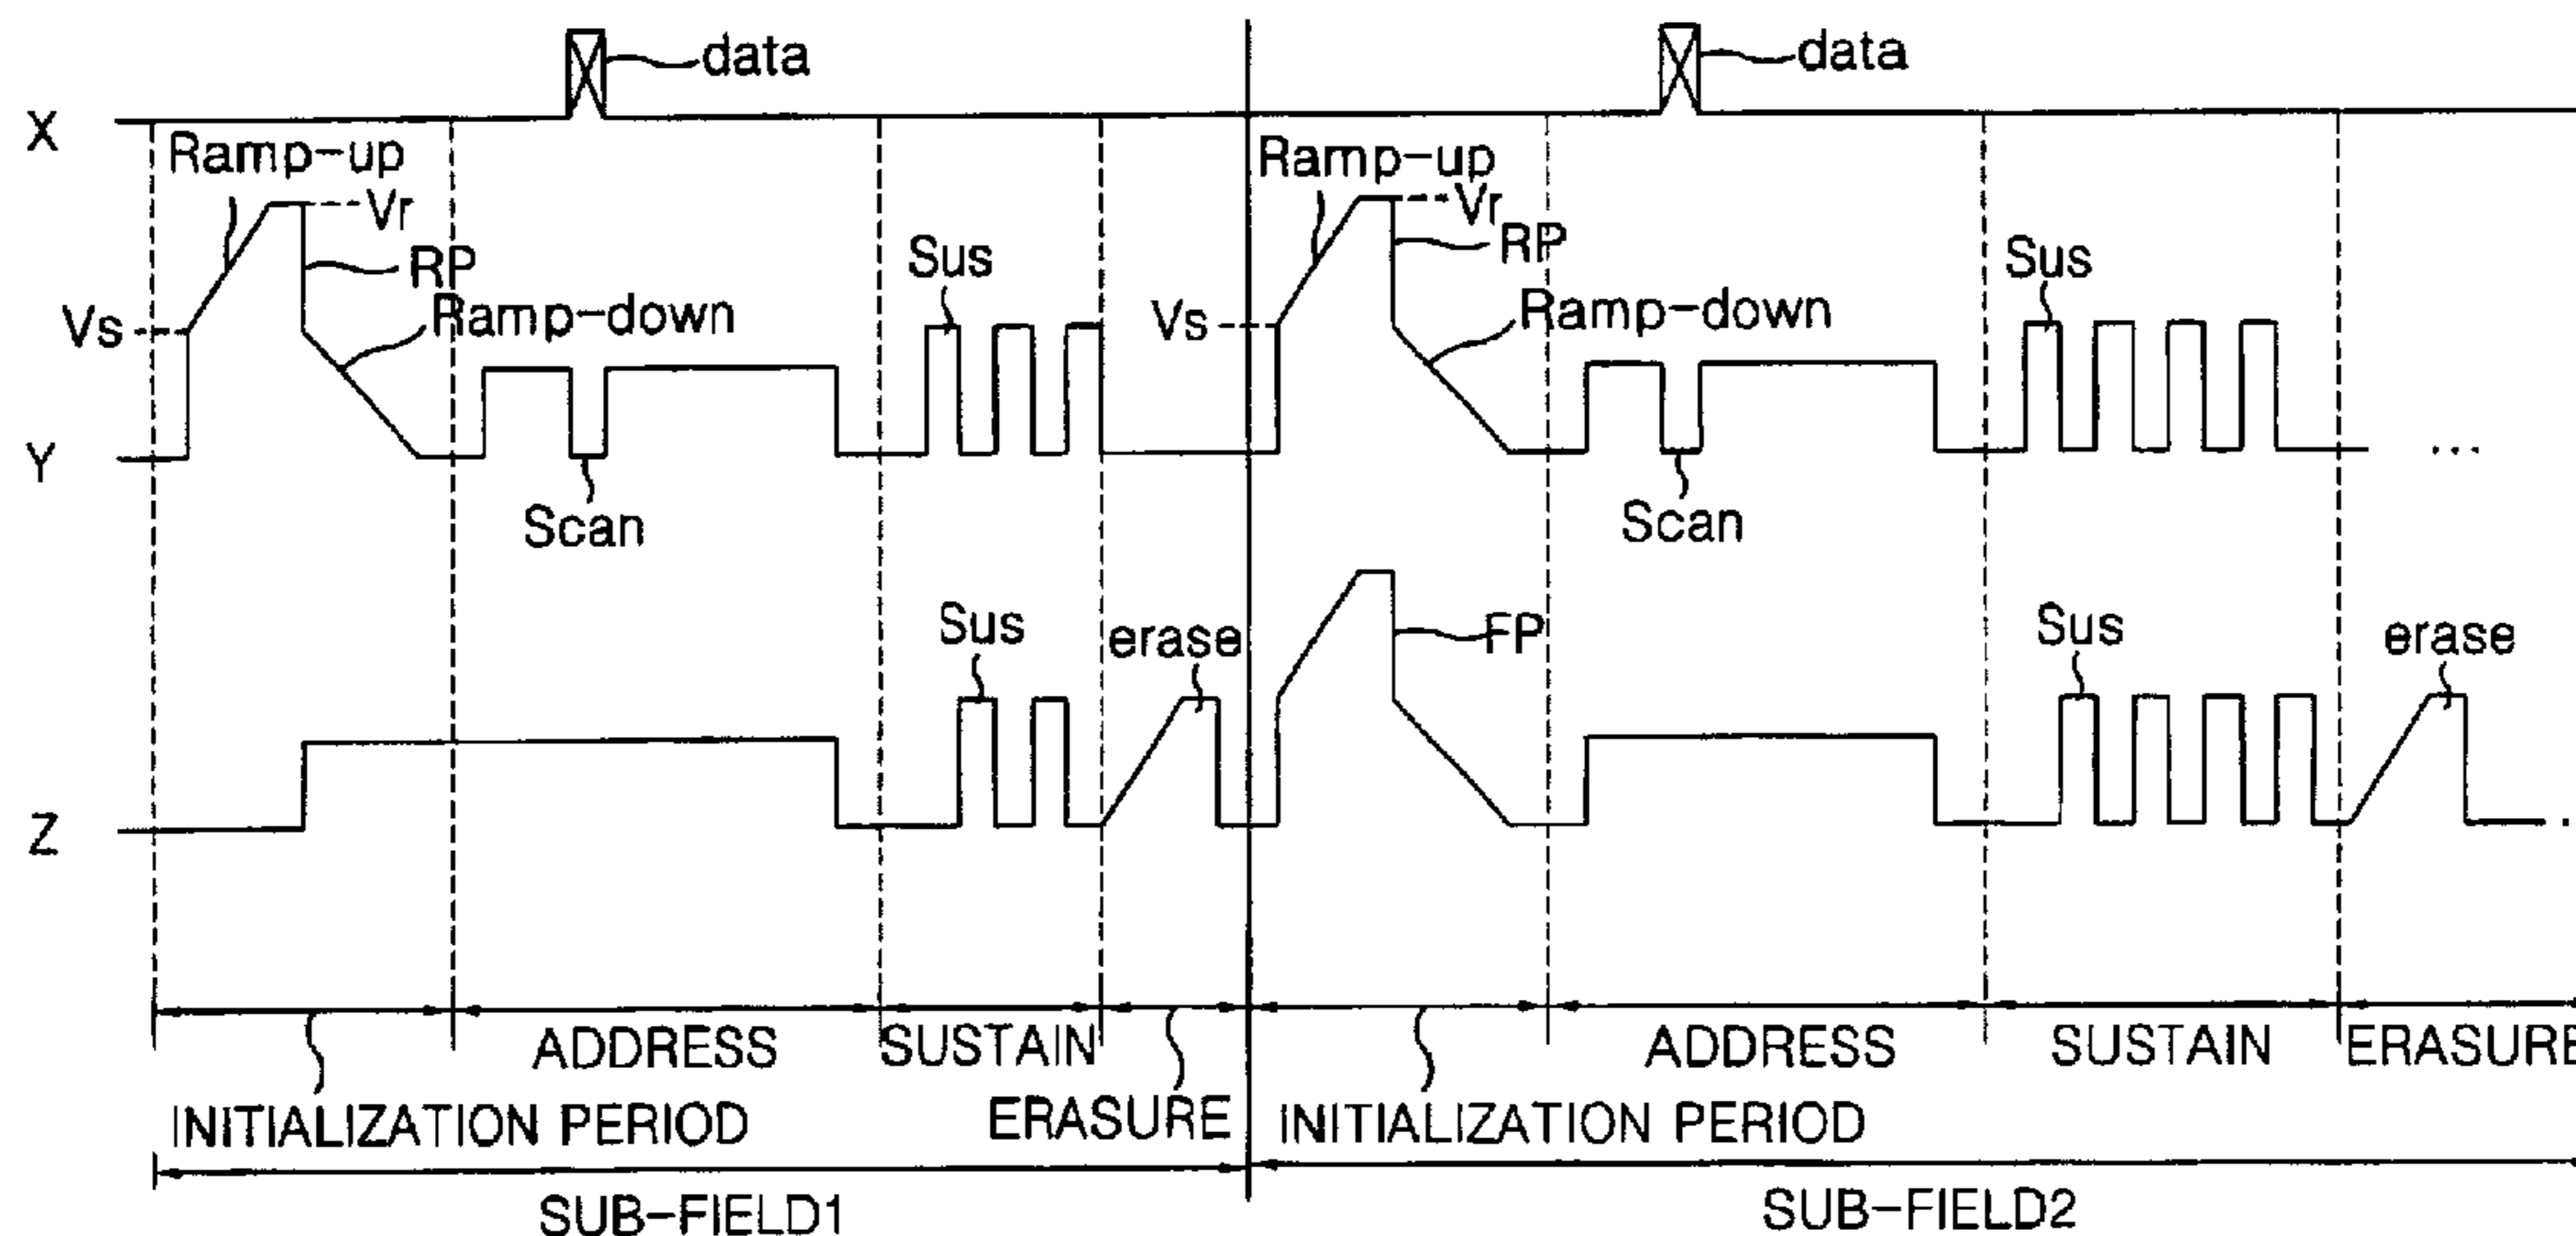 data data
X
Ramp-up Ramp-up
Vr Vr
RP RP
Sus Sus
Vs Ramp-down Vs Ramp-down
Y ...
Scan Scan
FP
Sus erase Sus erase
Z
ADDRESS SUSTAIN ADDRESS SUSTAIN ERASURE
INITIALIZATION PERIOD ERASURE INITIALIZATION PERIOD
SUB-FIELD1 SUB-FIELD2